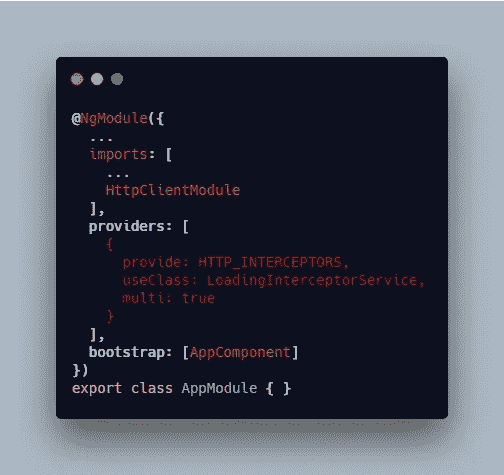 @NgModule({
  ...
  imports: [
    ...
    HttpClientModule
  ],
  providers: [
    {
      provide: HTTP_INTERCEPTORS,
      useClass: LoadingInterceptorService,
      multi: true
    }
  ],
  bootstrap: [AppComponent]
})
export class AppModule { }